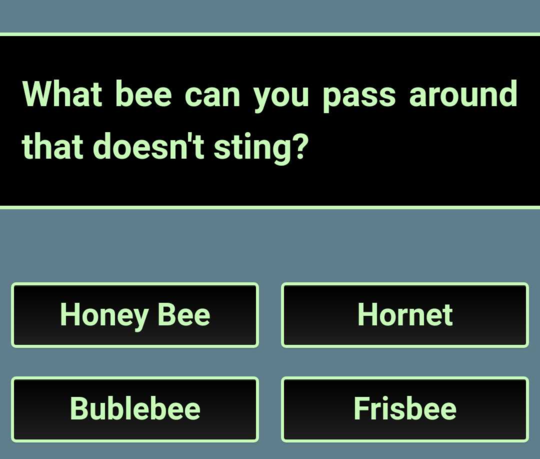 What bee can you pass around
that doesn't sting?
Honey Bee
Hornet
Bublebee
Frisbee